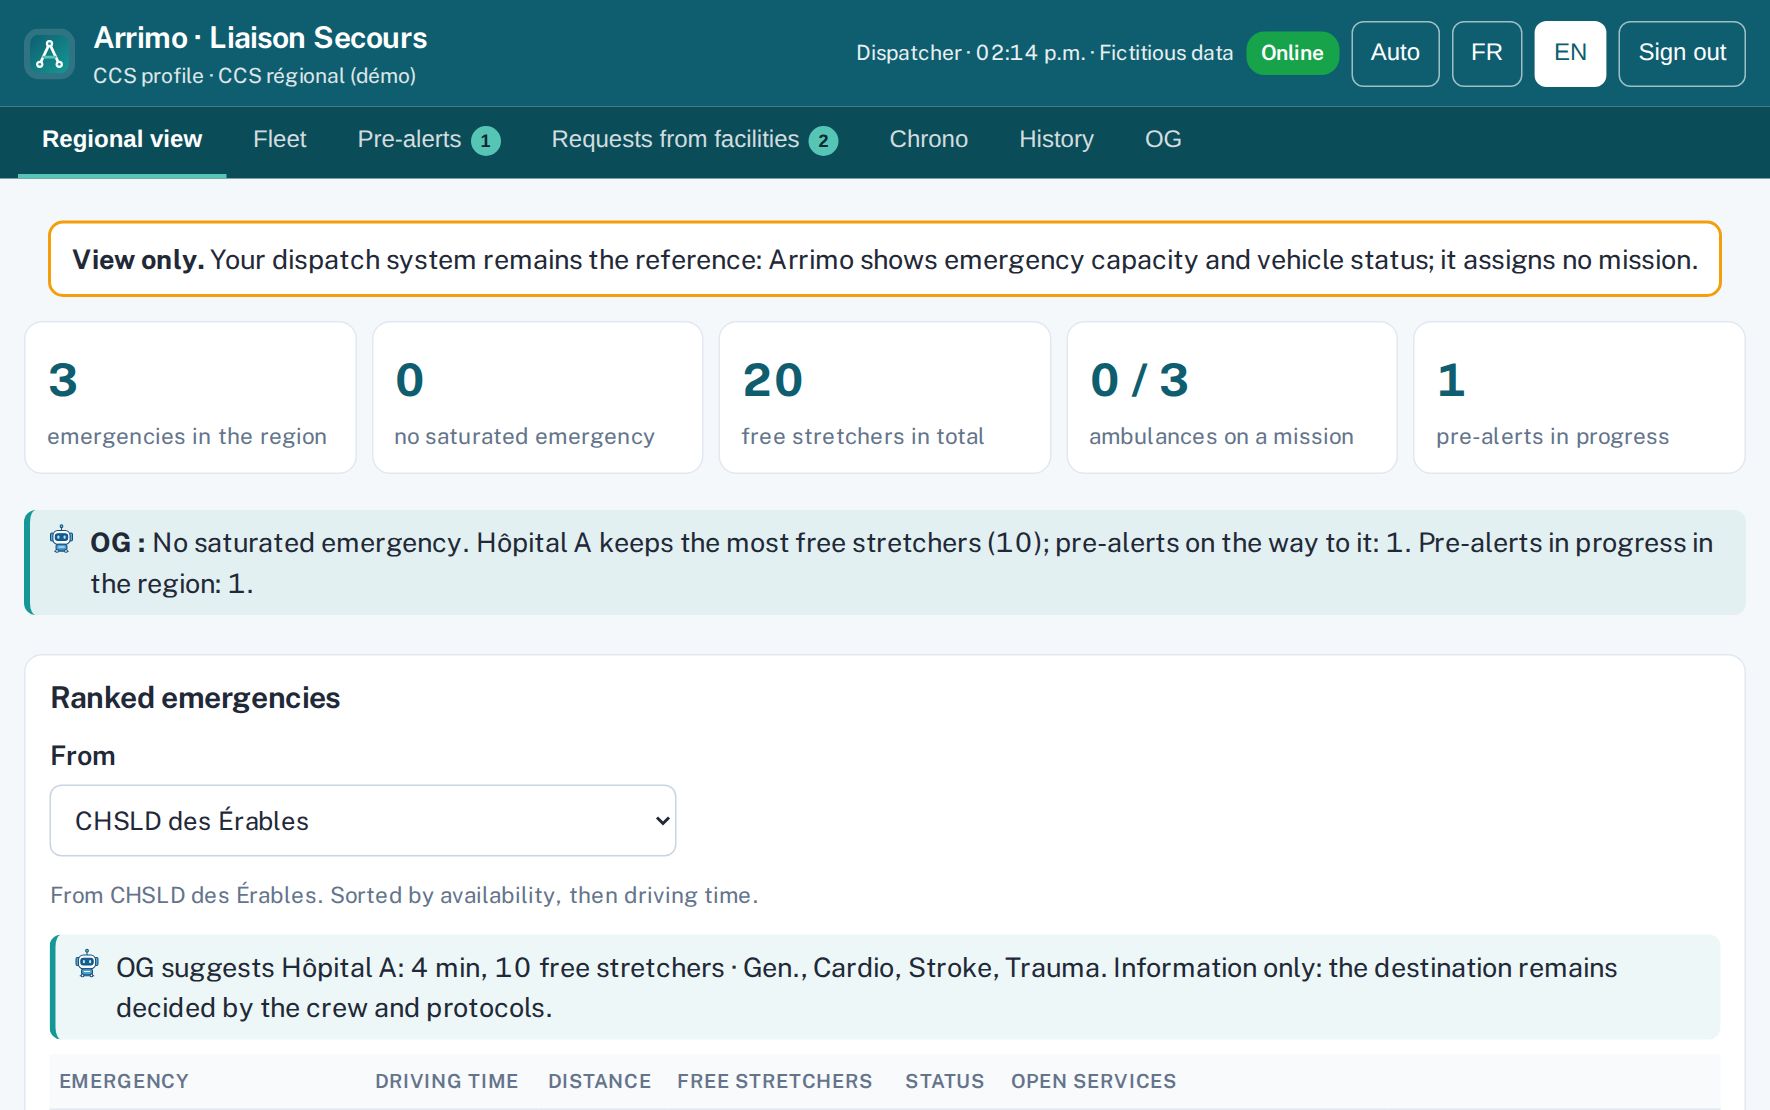 Arrimo · Liaison Secours
CCS profile · CCS régional (démo)
Dispatcher · 02:14 p.m. · Fictitious data
Online
Auto
FR
EN
Sign out
Regional view
Fleet
Pre-alerts 1
Requests from facilities 2
Chrono
History
OG
View only. Your dispatch system remains the reference: Arrimo shows emergency capacity and vehicle status; it assigns no mission.
3
emergencies in the region
0
no saturated emergency
20
free stretchers in total
0 / 3
ambulances on a mission
1
pre-alerts in progress
OG : No saturated emergency. Hôpital A keeps the most free stretchers (10); pre-alerts on the way to it: 1. Pre-alerts in progress in
the region: 1.
Ranked emergencies
From
CHSLD des Érables
From CHSLD des Érables. Sorted by availability, then driving time.
OG suggests Hôpital A: 4 min, 10 free stretchers · Gen., Cardio, Stroke, Trauma. Information only: the destination remains
decided by the crew and protocols.
EMERGENCY DRIVING TIME DISTANCE FREE STRETCHERS STATUS OPEN SERVICES